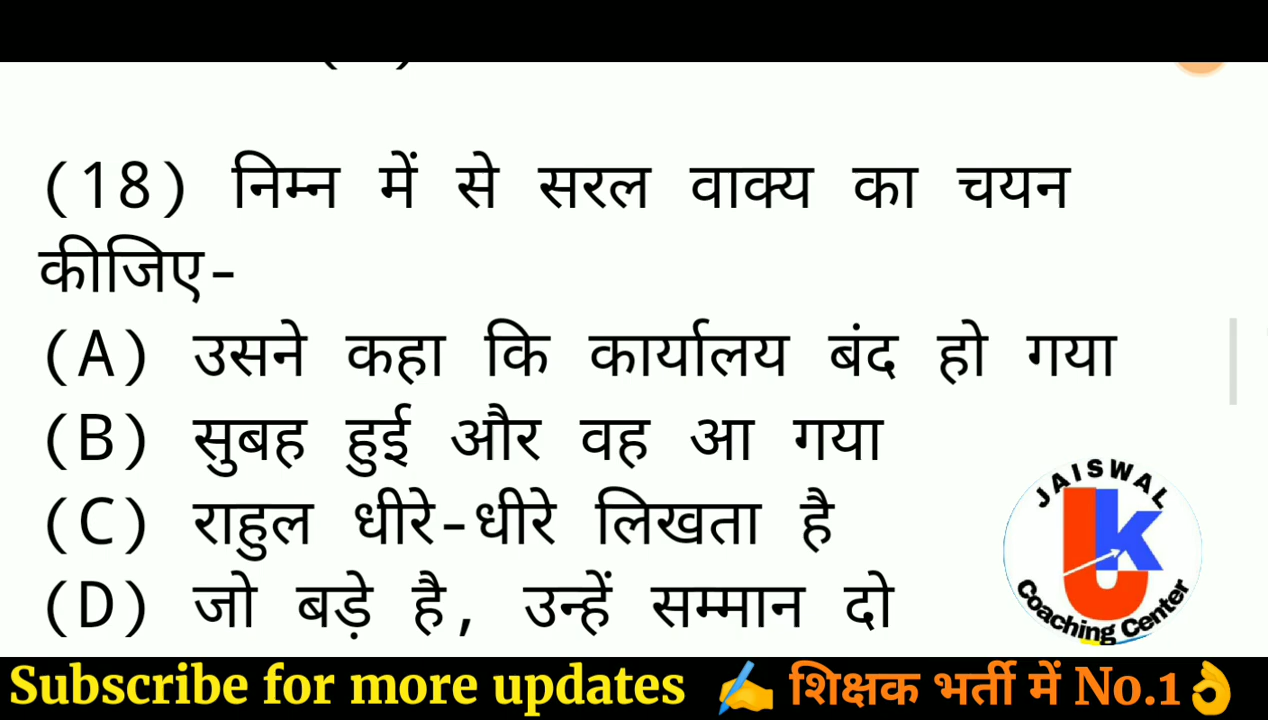 (18) निम्न में से सरल वाक्य का चयन
कीजिए-
(A) उसने कहा कि कार्यालय बंद हो गया
(B) सुबह हुई और वह आ गया
(C) राहुल धीरे-धीरे लिखता है
(D) जो बड़े है, उन्हें सम्मान दो
JAISWAL
JK
Coaching Center
Subscribe for more updates ✍️ शिक्षक भर्ती में No.1👌